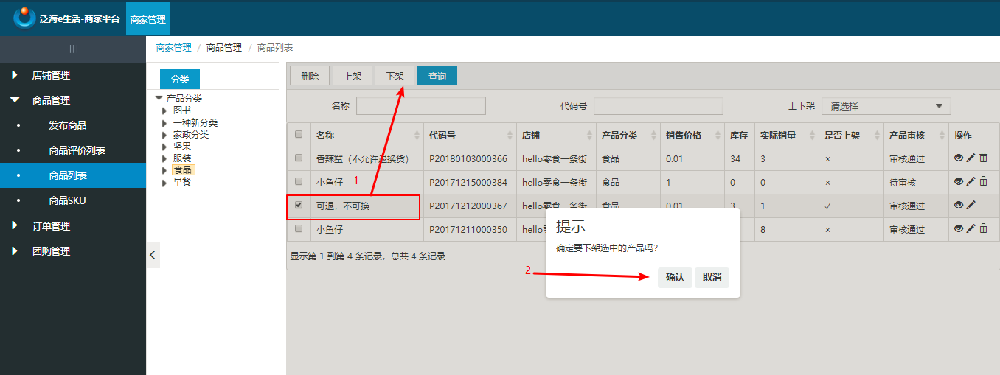 泛海e生活-商家平台 商家管理
商家管理 / 商品管理 / 商品列表
店铺管理
商品管理
发布商品
商品评价列表
商品列表
商品SKU
订单管理
团购管理
分类
产品分类
图书
一种新分类
家政分类
坚果
服装
食品
早餐
删除 上架 下架 查询
名称 代码号 上下架 请选择
名称 代码号 店铺 产品分类 销售价格 库存 实际销量 是否上架 产品审核 操作
香辣蟹（不允许退换货） P20180103000366 hello零食一条街 食品 0.01 34 3 × 审核通过
小鱼仔 1 P20171215000384 hello零食一条街 食品 1 0 0 × 待审核
可退，不可换 P20171212000367 hello零食一条街 食品 0.01 3 1 √ 审核通过
小鱼仔 P20171211000350 hello零 8 × 审核通过
显示第 1 到第 4 条记录，总共 4 条记录
提示
确定要下架选中的产品吗?
2
确认 取消